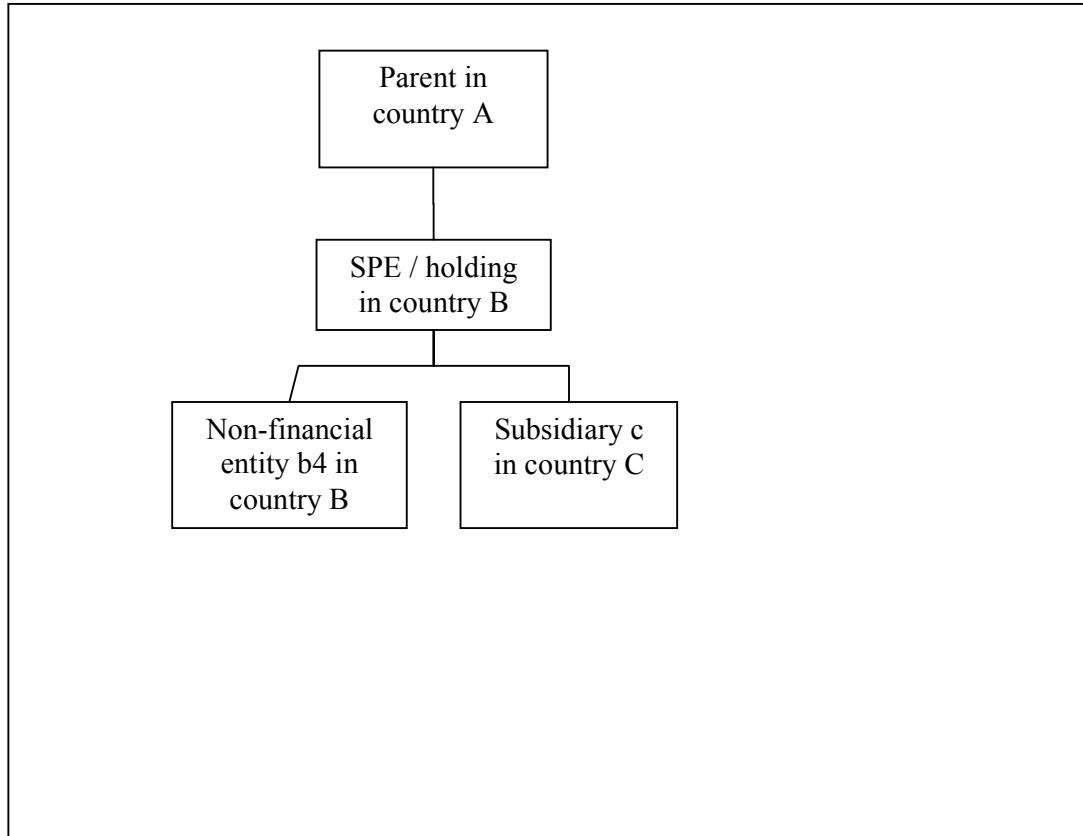 Parent in
country A
SPE / holding
in country B
Non-financial
entity b4 in
country B
Subsidiary c
in country C